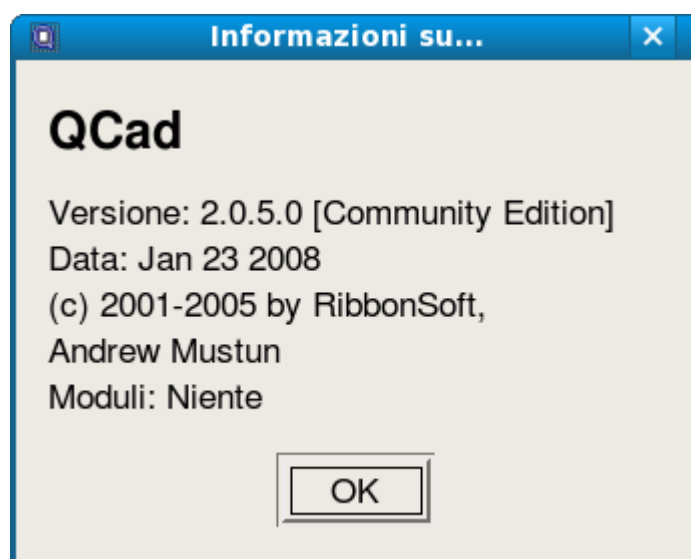 Informazioni su...
QCad
Versione: 2.0.5.0 [Community Edition]
Data: Jan 23 2008
(c) 2001-2005 by RibbonSoft,
Andrew Mustun
Moduli: Niente
OK